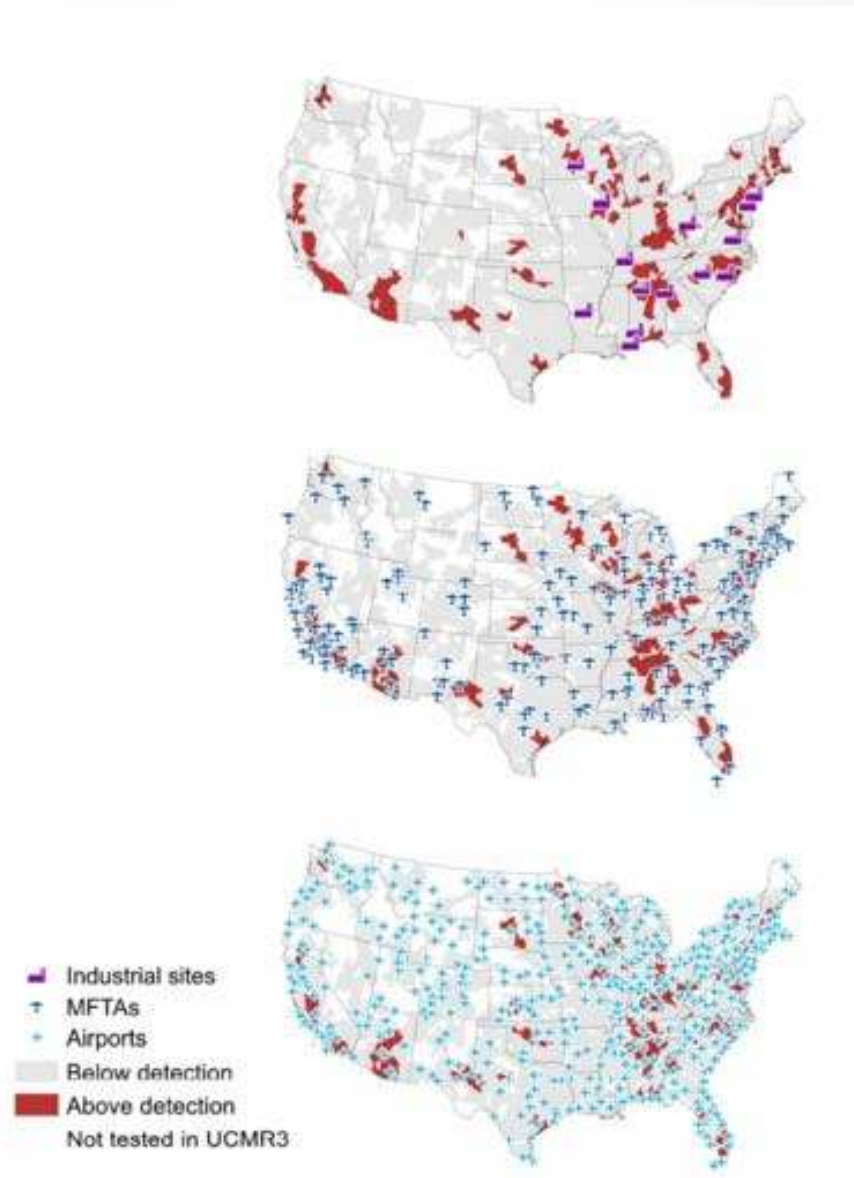 Industrial sites
MFTAs
Airports
Below detection
Above detection
Not tested in UCMR3